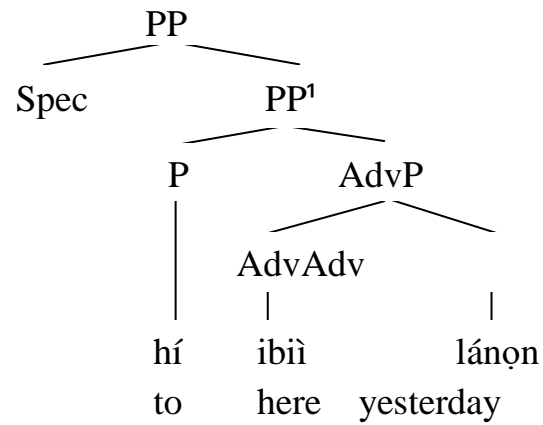 PP
Spec PP¹
P AdvP
AdvAdv
hí ibiì lánọn
to here yesterday